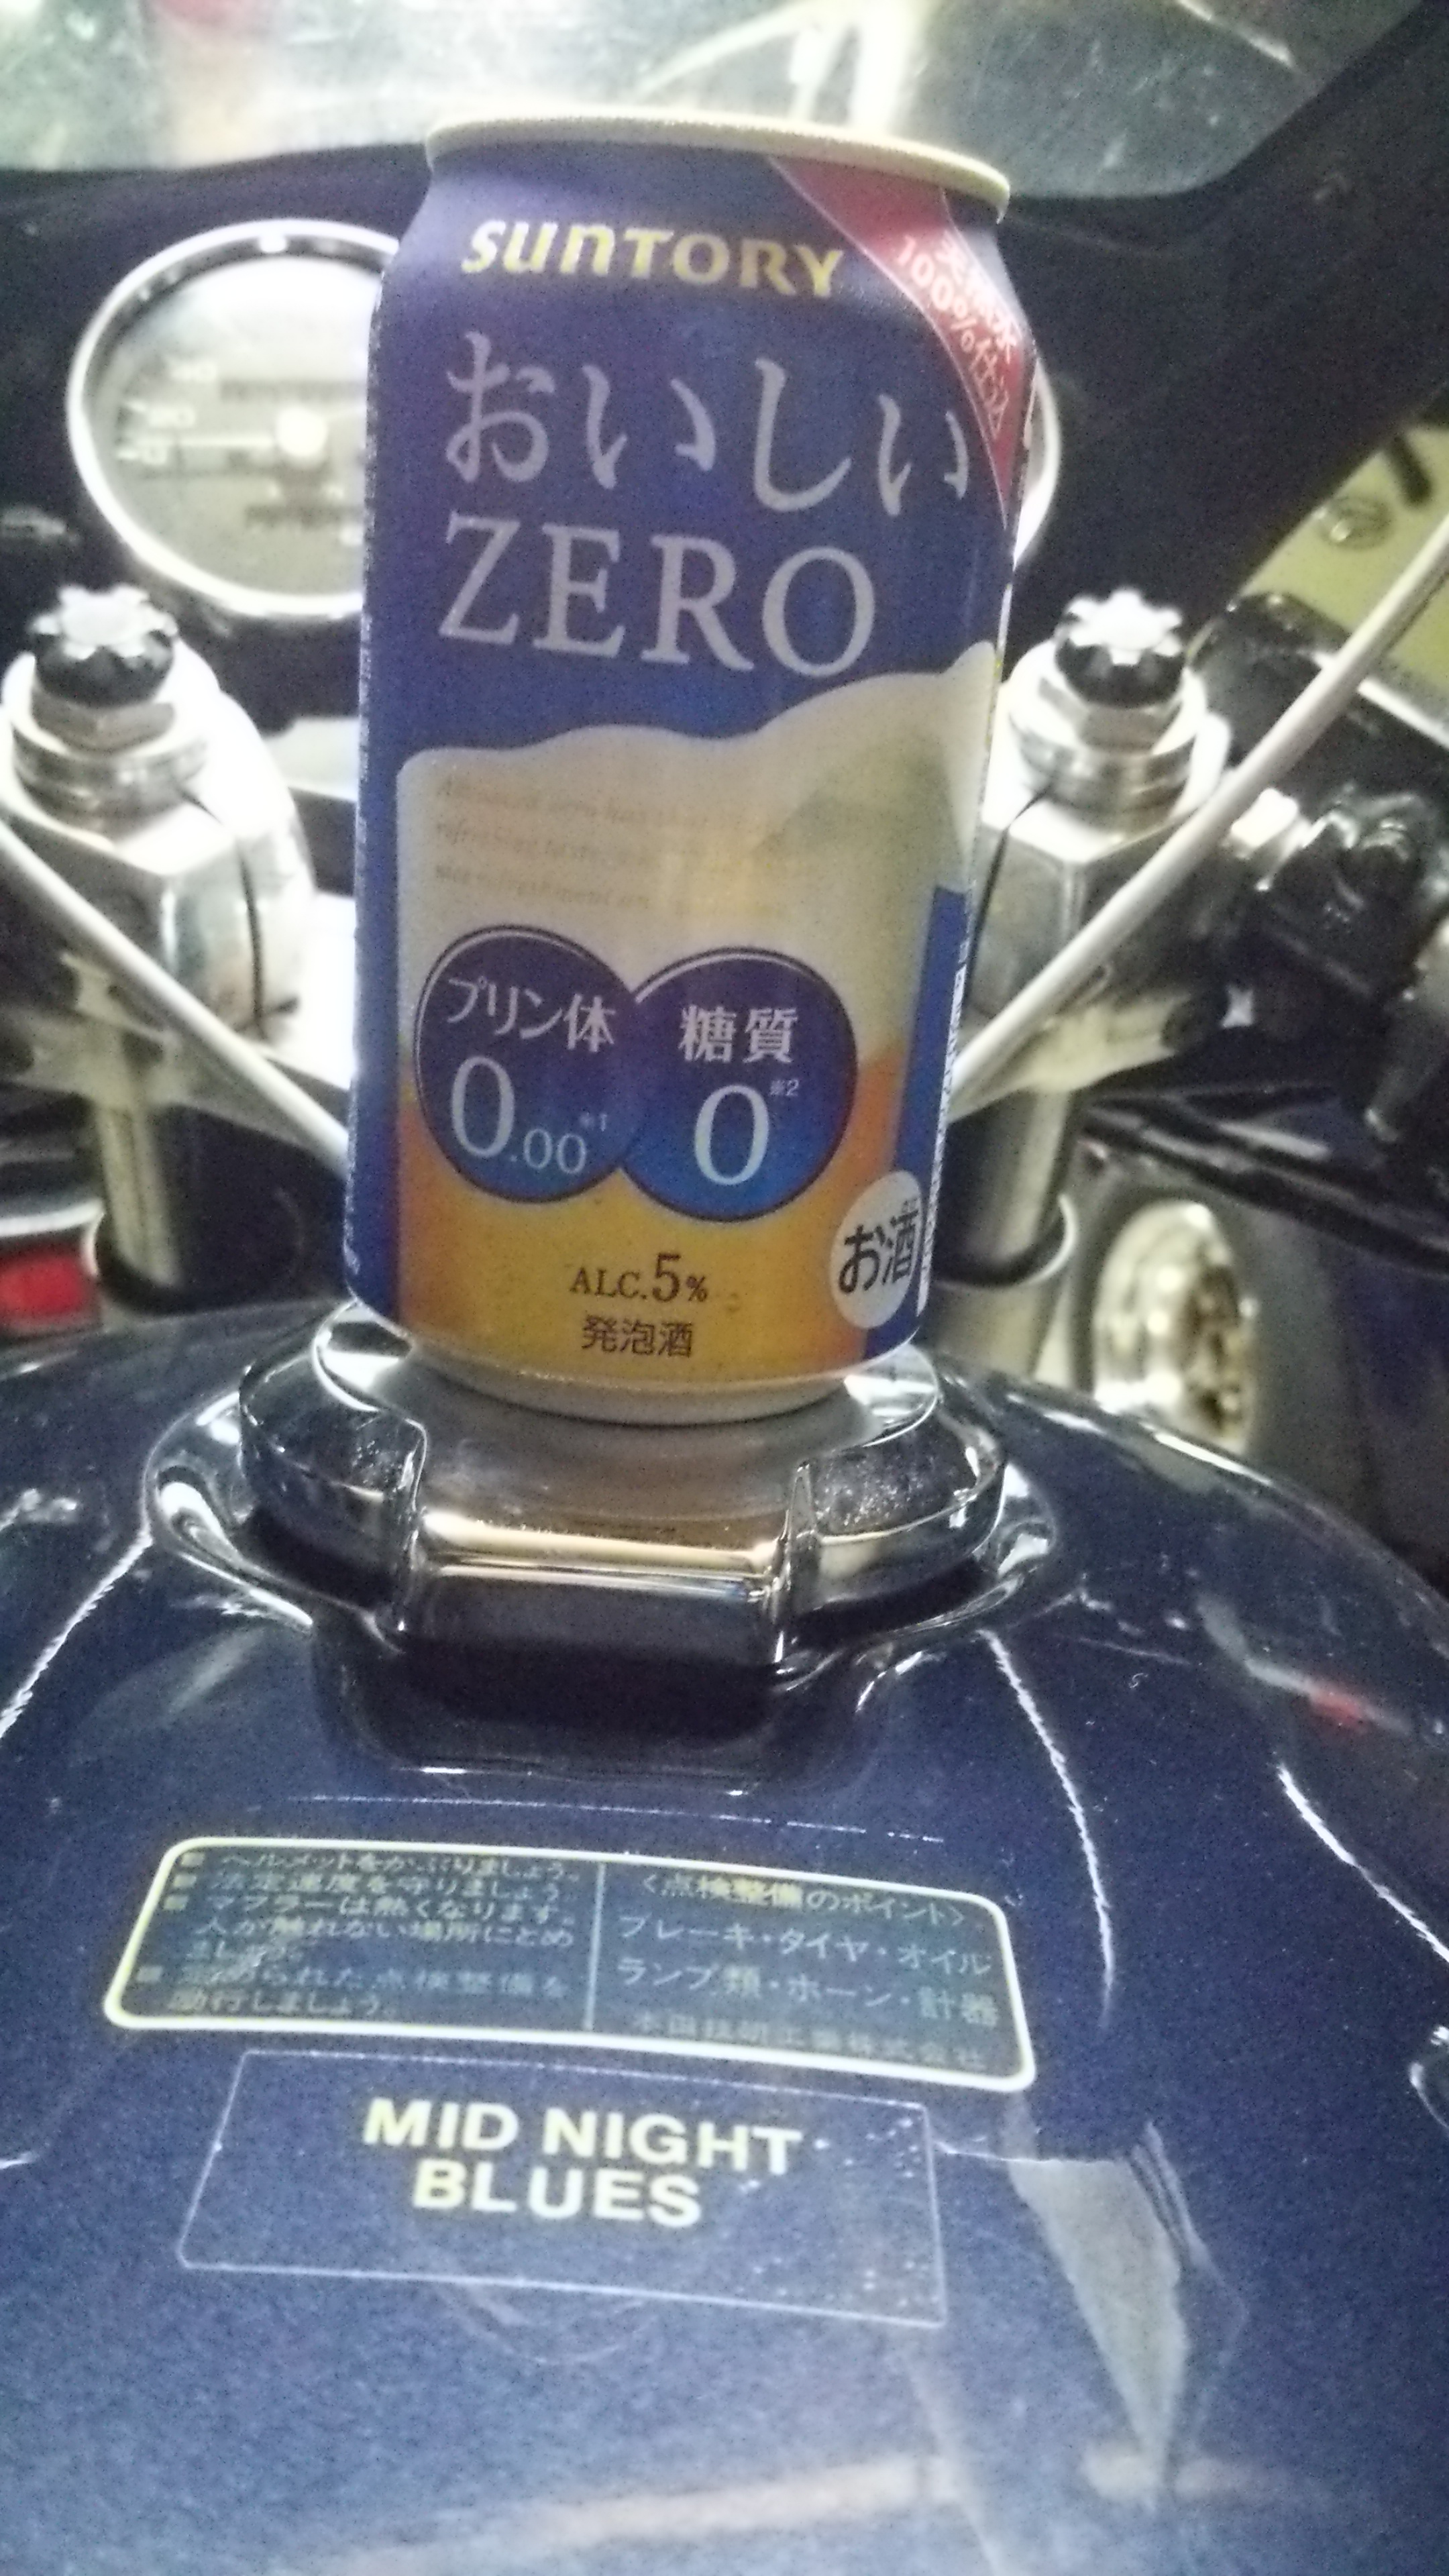 SUNTORY
100%仕込
おいしい
ZERO
プリン体
0.00※1
糖質
0※2
お酒
ALC.5%
発泡酒
■ ヘルメットをかぶりましょう。
■ 法定速度を守りましょう。
■ マフラーは熱くなります。
人が触れない場所にとめ
ましょう。
■ 定められた点検整備を
励行しましょう。
<点検整備のポイント>
ブレーキ・タイヤ・オイル
ランプ類・ホーン・計器
本田技研工業株式会社
MID NIGHT
BLUES